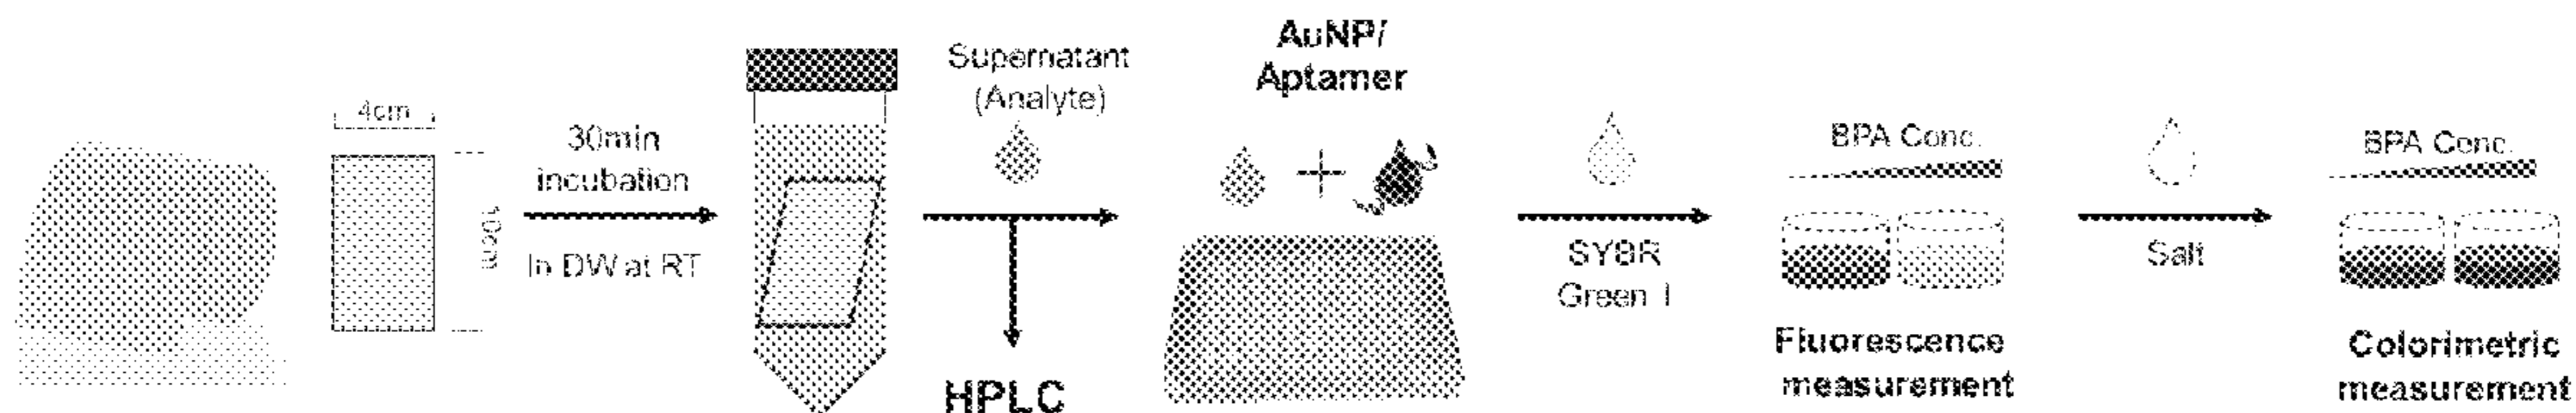 4cm
10cm
30min
incubation
In DW at RT
Supernatant
(Analyte)
HPLC
AuNP/
Aptamer
SYBR
Green I
BPA Conc.
Fluorescence
measurement
Salt
BPA Conc.
Colorimetric
measurement